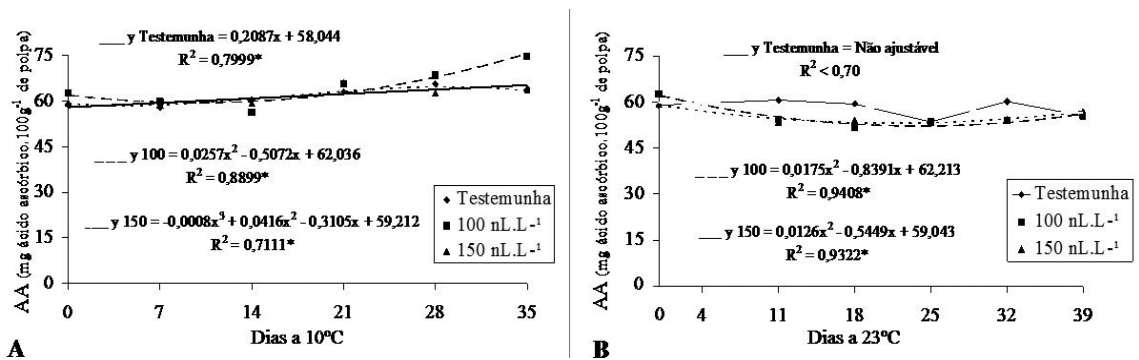 AA (mg ácido ascórbico.100g⁻¹ de polpa)
75
60
45
30
15
0
___ y Testemunha = 0,2087x + 58,044
R² = 0,7999*
_ _ _ y 100 = 0,0257x² - 0,5072x + 62,036
R² = 0,8899*
___ y 150 = -0,0008x³ + 0,0416x² - 0,3105x + 59,212
R² = 0,7111*
Testemunha
100 nL.L-¹
150 nL.L-¹
0 7 14 21 28 35
Dias a 10ºC
A
AA (mg ácido ascórbico.100g⁻¹ de polpa)
75
60
45
30
15
0
___ y Testemunha = Não ajustável
R² < 0,70
_ _ _ y 100 = 0,0175x² - 0,8391x + 62,213
R² = 0,9408*
___ y 150 = 0,0126x² - 0,5449x + 59,043
R² = 0,9322*
Testemunha
100 nL.L-¹
150 nL.L-¹
0 4 11 18 25 32 39
Dias a 23ºC
B